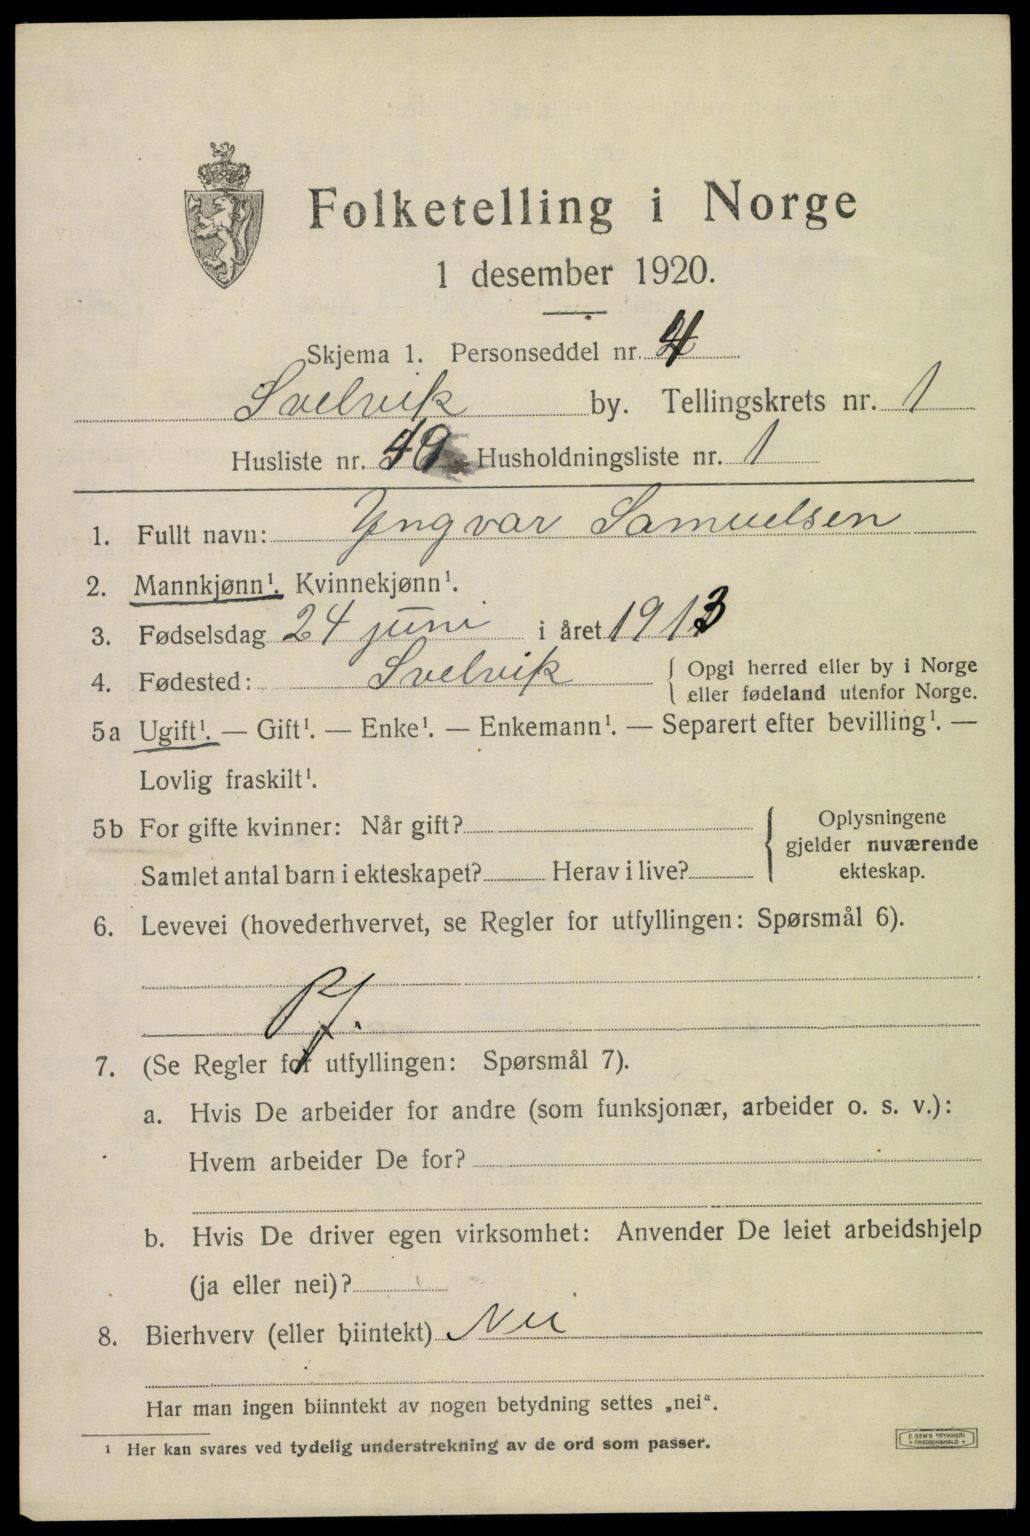 Folketelling i Norge
1 desember 1920.
Skjema 1. Personseddel nr. 4
Svelvik by. Tellingskrets nr. 1
Husliste nr. 49 Husholdningsliste nr. 1
1. Fullt navn: Yngvar Samuelsen
2. Mannkjønn¹. Kvinnekjønn¹.
3. Fødselsdag 24 juni i året 1913
4. Fødested: Svelvik { Opgi herred eller by i Norge
eller fødeland utenfor Norge.
5a Ugift¹. — Gift¹. — Enke¹. — Enkemann¹. — Separert efter bevilling¹. —
Lovlig fraskilt¹.
5b For gifte kvinner: Når gift?
Samlet antal barn i ekteskapet? Herav i live?
{ Oplysningene
gjelder nuværende
ekteskap.
6. Levevei (hovederhvervet, se Regler for utfyllingen: Spørsmål 6).
7. (Se Regler for utfyllingen: Spørsmål 7).
a. Hvis De arbeider for andre (som funksjonær, arbeider o. s. v.):
Hvem arbeider De for?
b. Hvis De driver egen virksomhet: Anvender De leiet arbeidshjelp
(ja eller nei)?
8. Bierhverv (eller biintekt) Nei
Har man ingen biinntekt av nogen betydning settes „nei“.
¹ Her kan svares ved tydelig understrekning av de ord som passer.